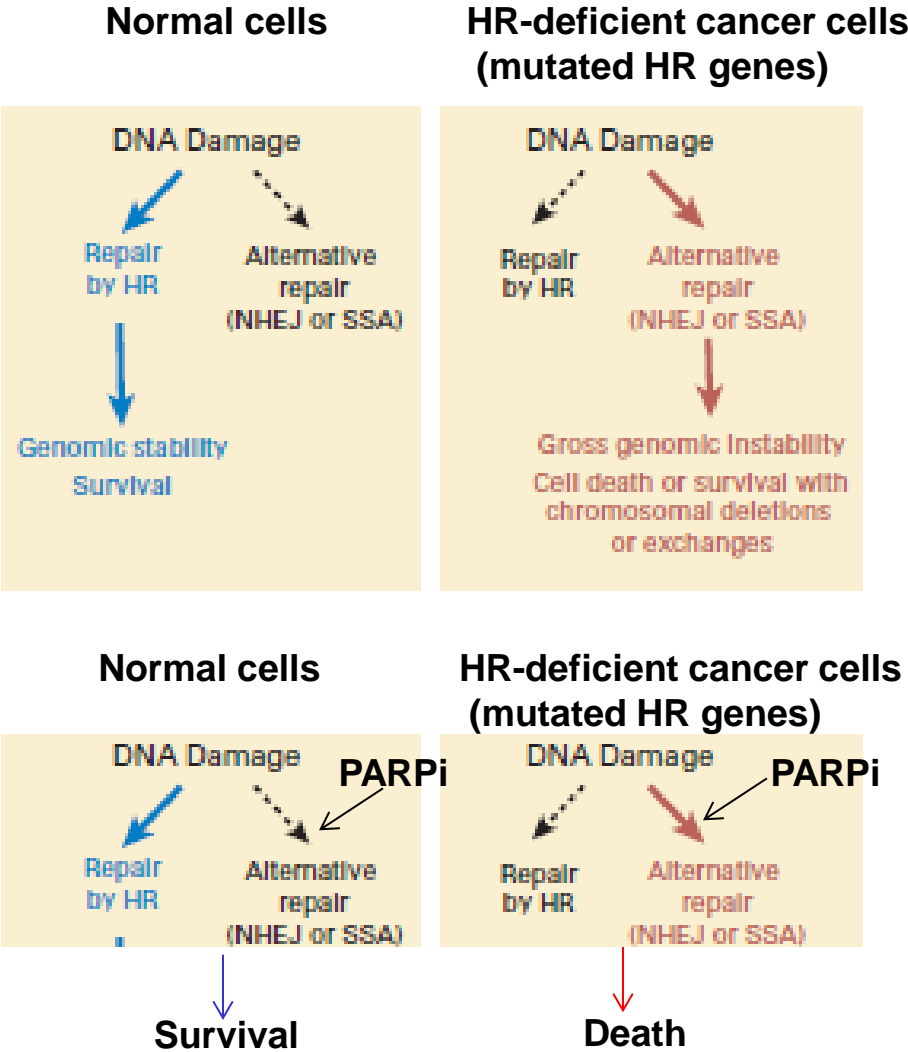 Normal cells
DNA Damage
Repair
by HR
Alternative
repair
(NHEJ or SSA)
Genomic stability
Survival
HR-deficient cancer cells
(mutated HR genes)
DNA Damage
Repair
by HR
Alternative
repair
(NHEJ or SSA)
Gross genomic instability
Cell death or survival with
chromosomal deletions
or exchanges
Normal cells
DNA Damage
PARPi
Repair
by HR
Alternative
repair
(NHEJ or SSA)
Survival
HR-deficient cancer cells
(mutated HR genes)
DNA Damage
PARPi
Repair
by HR
Alternative
repair
(NHEJ or SSA)
Death